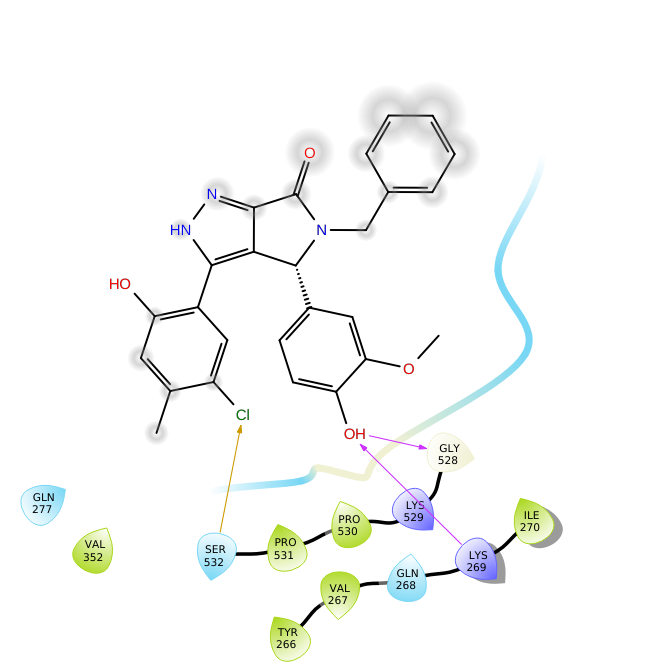 O
N
HN
N
HO
O
Cl
OH
GLY
528
GLN
277
LYS
529
ILE
270
PRO
530
VAL
352
SER
532
PRO
531
LYS
269
GLN
268
VAL
267
TYR
266